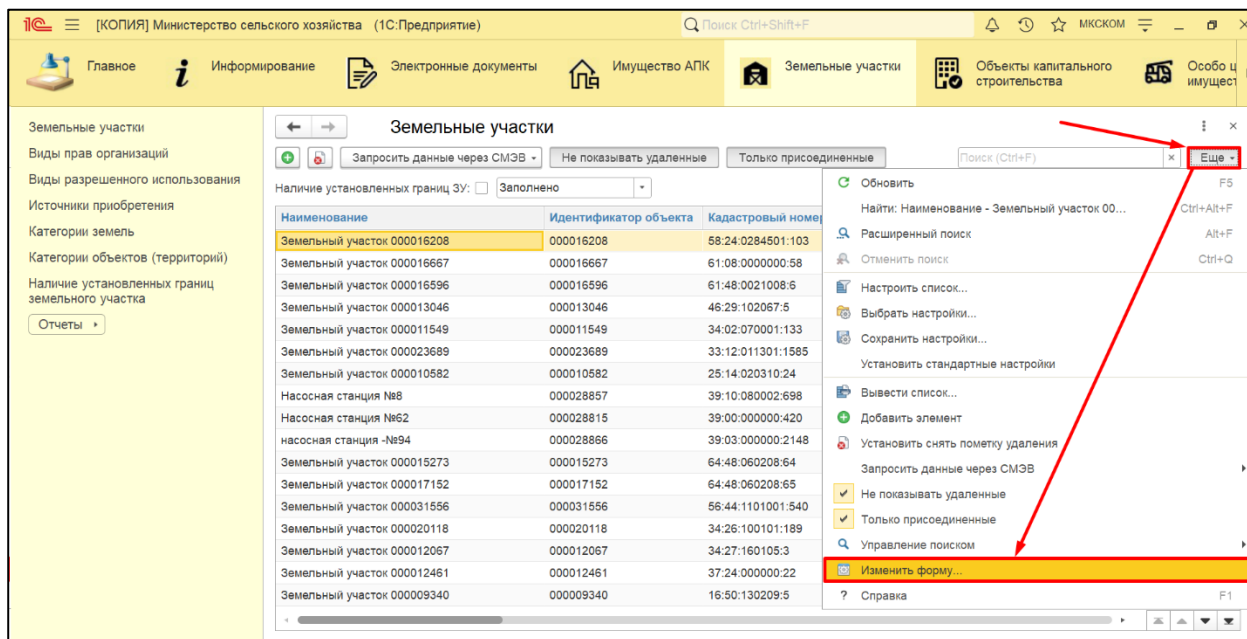 [КОПИЯ] Министерство сельского хозяйства (1С:Предприятие)
Поиск Ctrl+Shift+F
МКСКОМ
Главное
Информирование
Электронные документы
Имущество АПК
Земельные участки
Объекты капитального
строительства
Особо ц
имущест
Земельные участки
Виды прав организаций
Виды разрешенного использования
Источники приобретения
Категории земель
Категории объектов (территорий)
Наличие установленных границ
земельного участка
Отчеты
Земельные участки
Запросить данные через СМЭВ
Не показывать удаленные
Только присоединенные
Поиск (Ctrl+F)
Еще
Наличие установленных границ ЗУ: Заполнено
Наименование Идентификатор объекта Кадастровый номер
Земельный участок 000016208 000016208 58:24:0284501:103
Земельный участок 000016667 000016667 61:08:0000000:58
Земельный участок 000016596 000016596 61:48:0021008:6
Земельный участок 000013046 000013046 46:29:102067:5
Земельный участок 000011549 000011549 34:02:070001:133
Земельный участок 000023689 000023689 33:12:011301:1585
Земельный участок 000010582 000010582 25:14:020310:24
Насосная станция №8 000028857 39:10:080002:698
Насосная станция №62 000028815 39:00:000000:420
насосная станция -№94 000028866 39:03:000000:2148
Земельный участок 000015273 000015273 64:48:060208:64
Земельный участок 000017152 000017152 64:48:060208:65
Земельный участок 000031556 000031556 56:44:1101001:540
Земельный участок 000020118 000020118 34:26:100101:189
Земельный участок 000012067 000012067 34:27:160105:3
Земельный участок 000012461 000012461 37:24:000000:22
Земельный участок 000009340 000009340 16:50:130209:5
Обновить F5
Найти: Наименование - Земельный участок 00... Ctrl+Alt+F
Расширенный поиск Alt+F
Отменить поиск Ctrl+Q
Настроить список...
Выбрать настройки...
Сохранить настройки...
Установить стандартные настройки
Вывести список...
Добавить элемент
Установить снять пометку удаления
Запросить данные через СМЭВ
Не показывать удаленные
Только присоединенные
Управление поиском
Изменить форму...
Справка F1